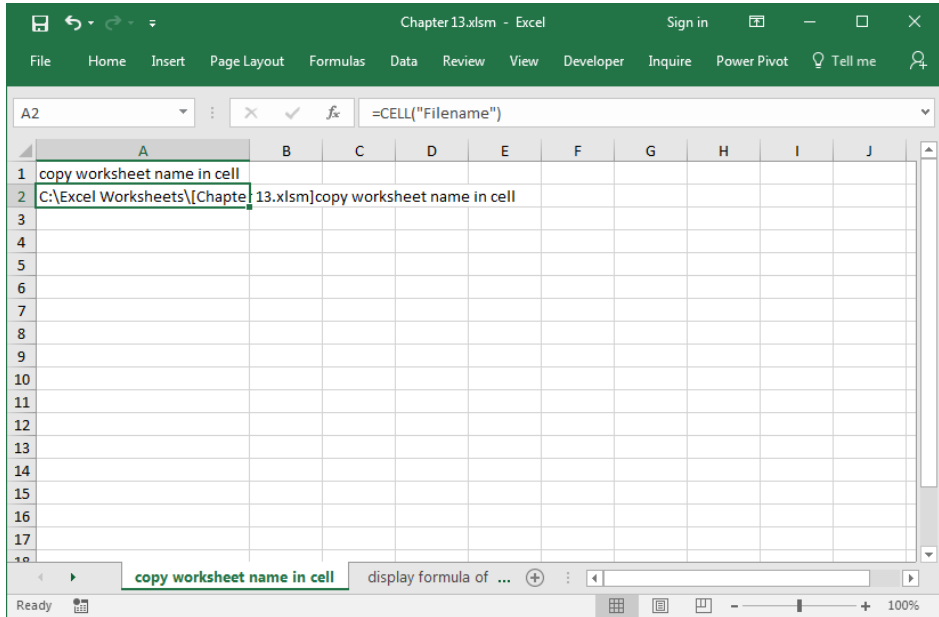 Chapter 13.xlsm - Excel Sign in
File Home Insert Page Layout Formulas Data Review View Developer Inquire Power Pivot Tell me
A2 fx =CELL("Filename")
A B C D E F G H I J
1 copy worksheet name in cell
2 C:\Excel Worksheets\[Chapter 13.xlsm]copy worksheet name in cell
3
4
5
6
7
8
9
10
11
12
13
14
15
16
17
18
copy worksheet name in cell display formula of ...
Ready 100%